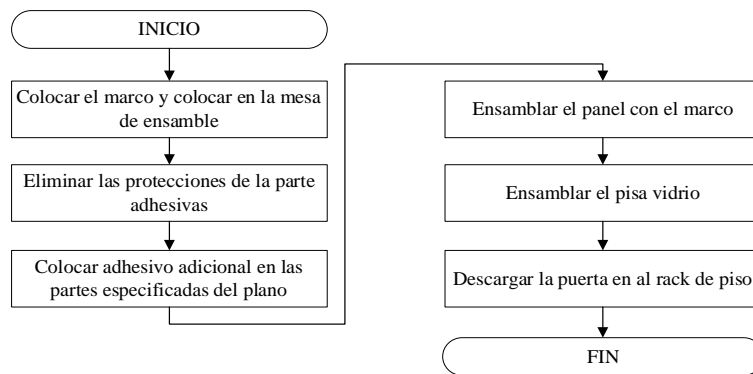 INICIO
Colocar el marco y colocar en la mesa
de ensamble
Eliminar las protecciones de la parte
adhesivas
Colocar adhesivo adicional en las
partes especificadas del plano
Ensamblar el panel con el marco
Ensamblar el pisa vidrio
Descargar la puerta en al rack de piso
FIN